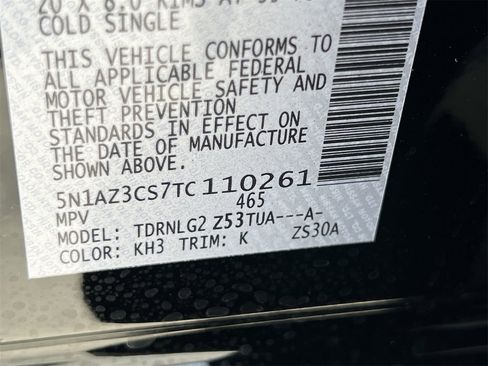 COLD SINGLE
THIS VEHICLE CONFORMS TO
ALL APPLICABLE FEDERAL
MOTOR VEHICLE SAFETY AND
THEFT PREVENTION
STANDARDS IN EFFECT ON
THE DATE OF MANUFACTURE
SHOWN ABOVE.
5N1AZ3CS7TC110261
MPV 465
MODEL: TDRNLG2 Z53TUA---A-
COLOR: KH3 TRIM: K ZS30A